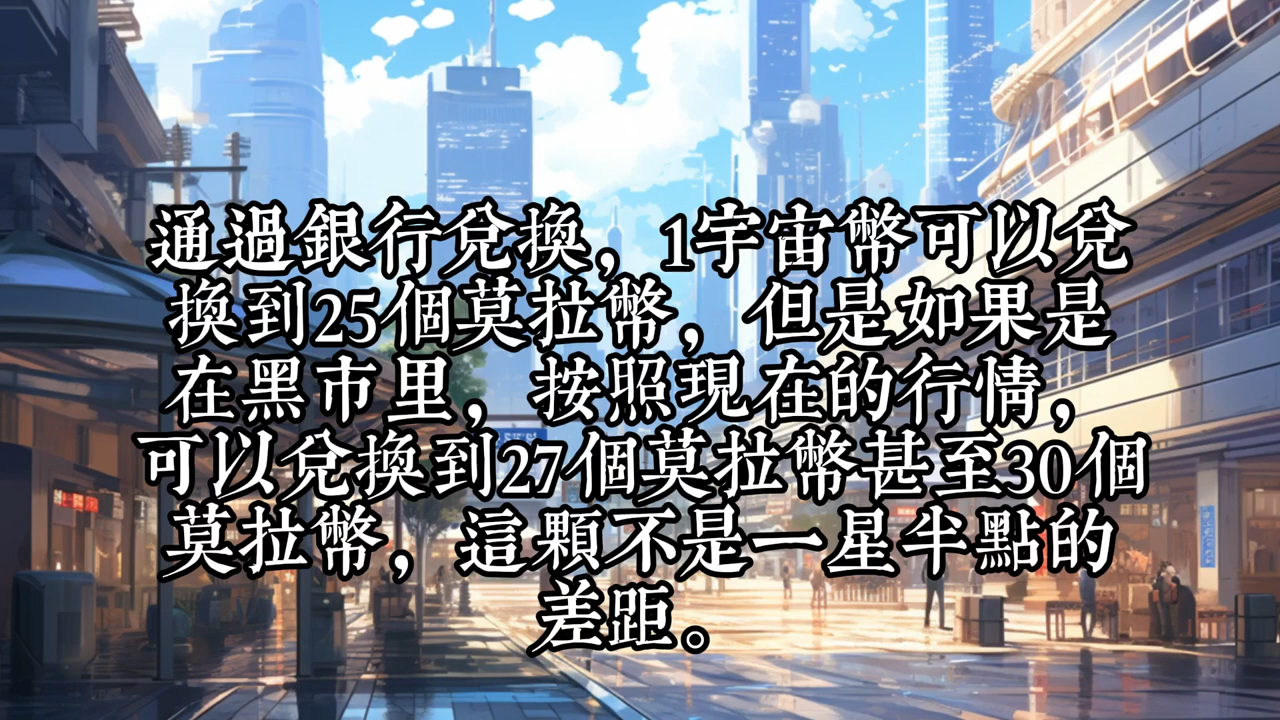 通過銀行兌換，1宇宙幣可以兌
換到25個莫拉幣，但是如果是
在黑市里，按照現在的行情，
可以兌換到27個莫拉幣甚至30個
莫拉幣，這顆不是一星半點的
差距。